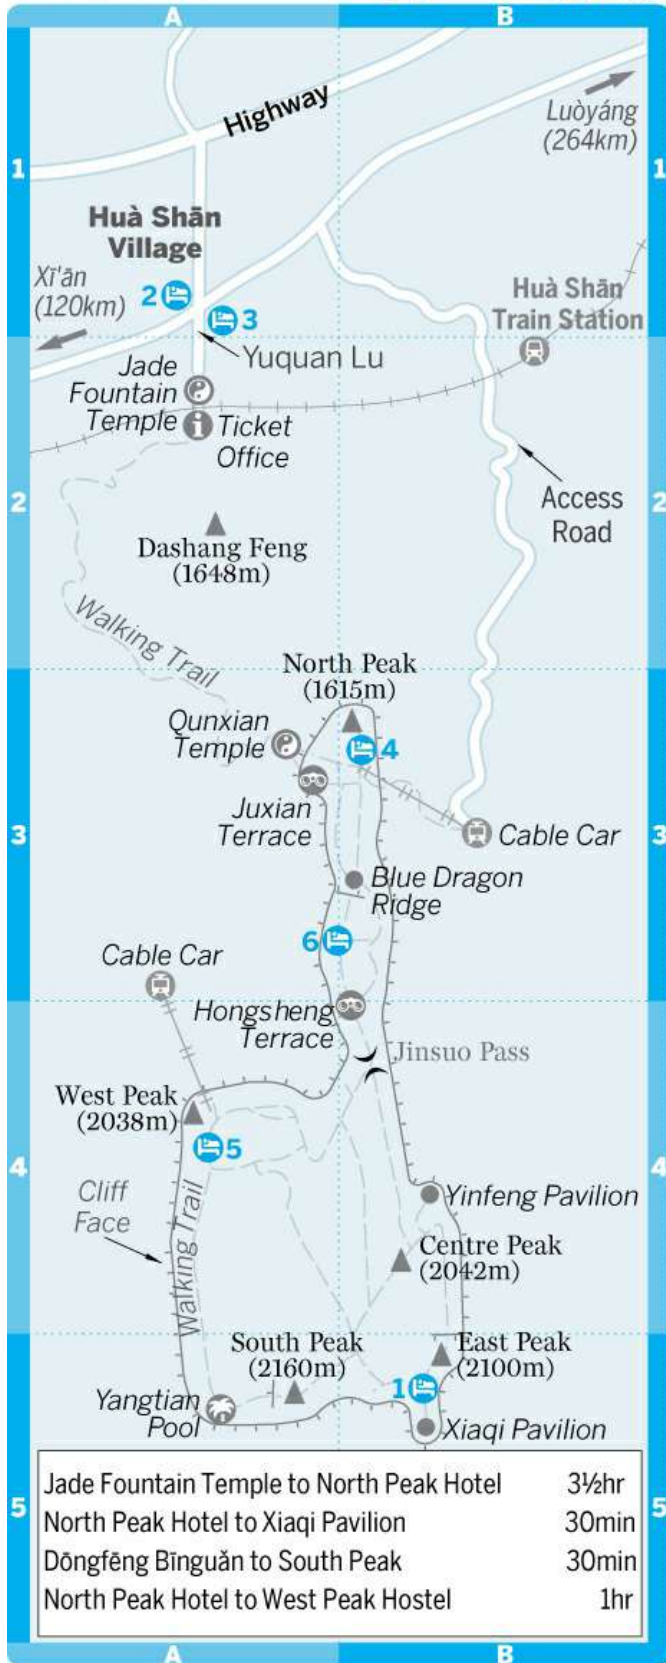 A
B
Highway
Luòyáng
(264km)
1
1
Huà Shān
Village
Xī'ān
(120km)
2
3
Huà Shān
Train Station
Yuquan Lu
Jade
Fountain
Temple
Ticket
Office
2
2
Access
Road
Dashang Feng
(1648m)
Walking Trail
North Peak
(1615m)
Qunxian
Temple
4
Juxian
Terrace
3
3
Cable Car
Blue Dragon
Ridge
6
Cable Car
Hongsheng
Terrace
Jinsuo Pass
West Peak
(2038m)
5
4
4
Cliff
Face
Yinfeng Pavilion
Walking Trail
Centre Peak
(2042m)
South Peak
(2160m)
East Peak
(2100m)
1
Yangtian
Pool
Xiaqi Pavilion
5
5
Jade Fountain Temple to North Peak Hotel 3½hr
North Peak Hotel to Xiaqi Pavilion 30min
Dōngfēng Bīnguǎn to South Peak 30min
North Peak Hotel to West Peak Hostel 1hr
A
B